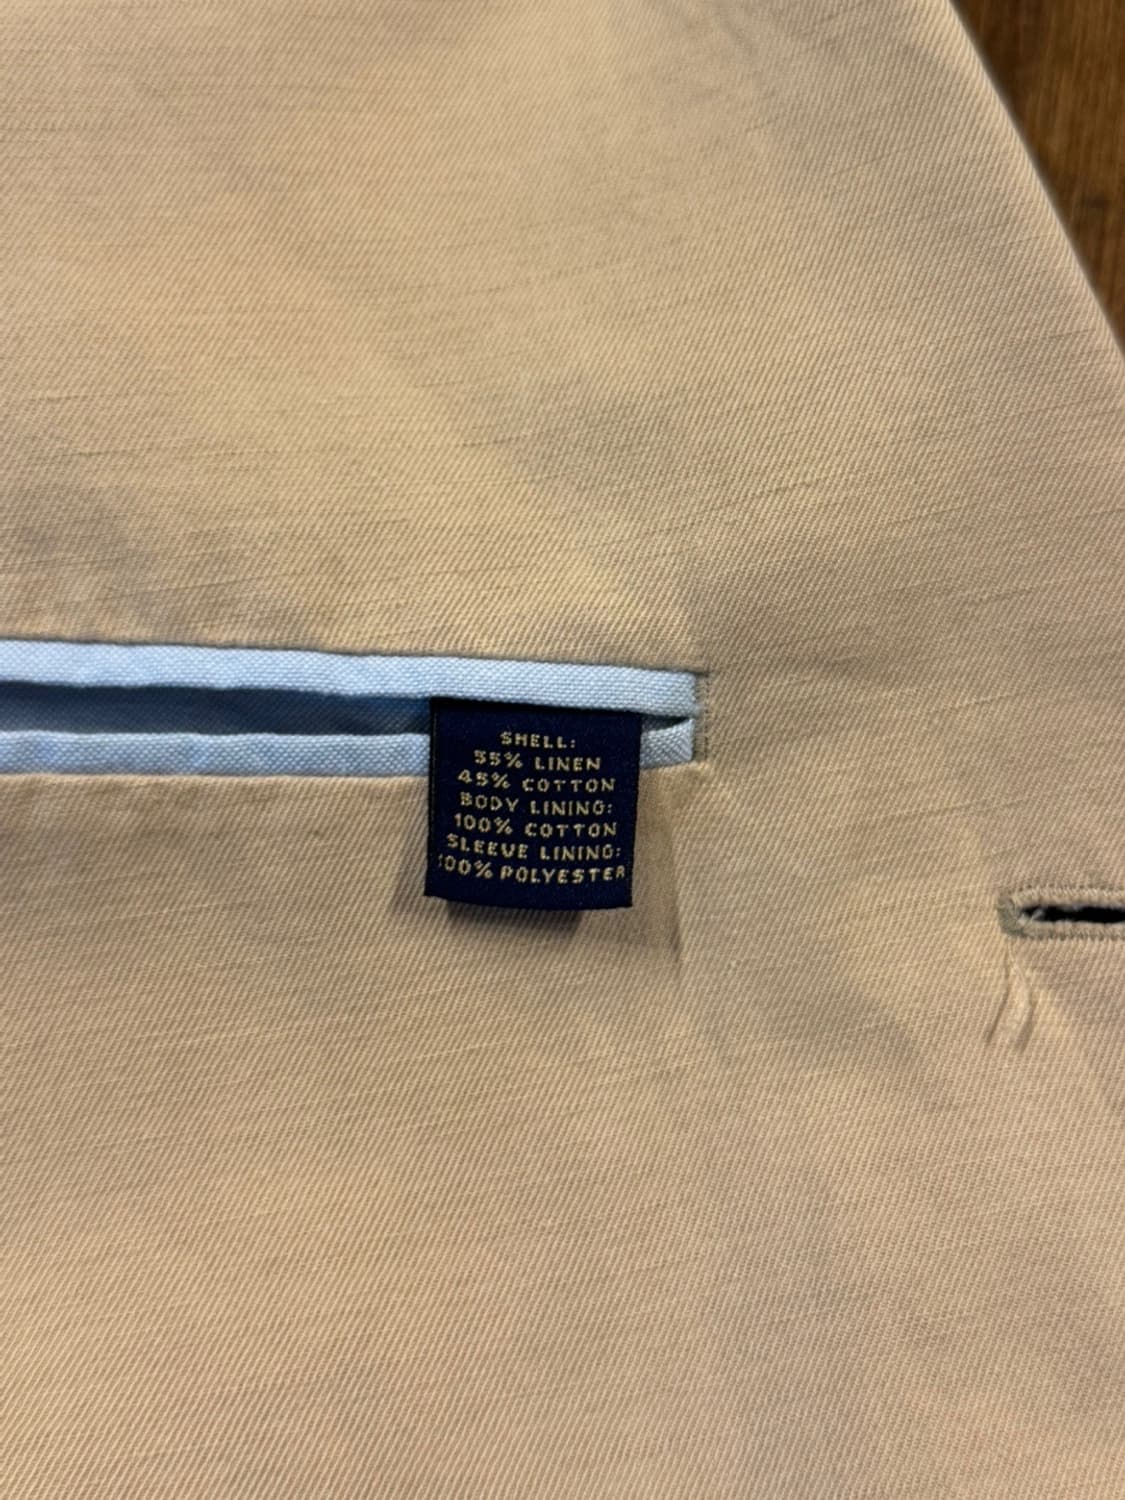 SHELL:
55% LINEN
45% COTTON
BODY LINING:
100% COTTON
SLEEVE LINING:
100% POLYESTER